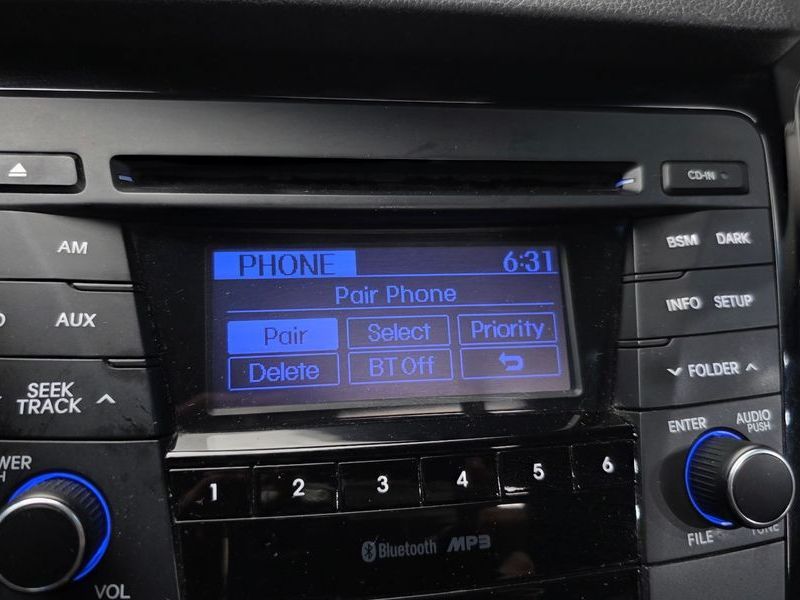 CD-IN
AM
BSM DARK
PHONE 6:31
Pair Phone
AUX
INFO SETUP
Pair Select Priority
Delete BT Off
FOLDER
SEEK
TRACK
ENTER AUDIO
PUSH
1 2 3 4 5 6
Bluetooth MP3
FILE TUNE
VOL